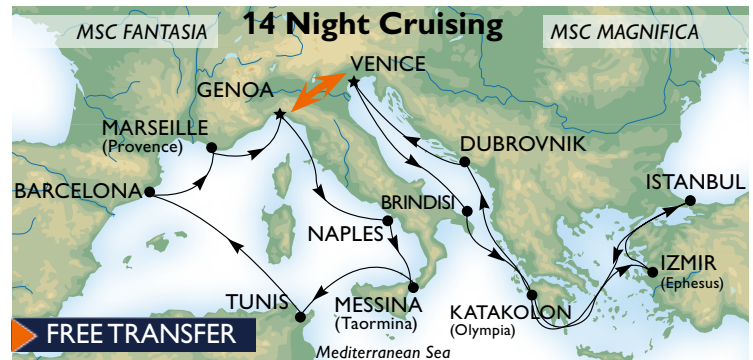 MSC FANTASIA
14 Night Cruising
MSC MAGNIFICA
VENICE
GENOA
MARSEILLE
(Provence)
DUBROVNIK
BARCELONA
BRINDISI
ISTANBUL
NAPLES
IZMIR
(Ephesus)
TUNIS
MESSINA
(Taormina)
KATAKOLON
(Olympia)
FREE TRANSFER
Mediterranean Sea